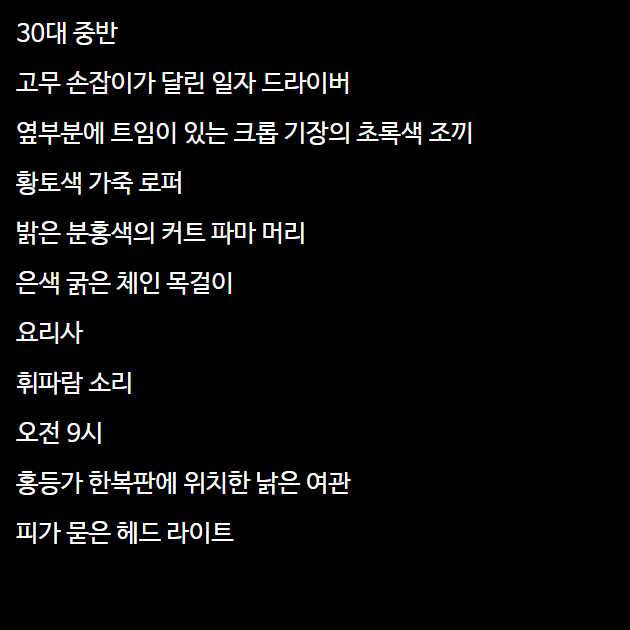 30대 중반
고무 손잡이가 달린 일자 드라이버
옆부분에 트임이 있는 크롭 기장의 초록색 조끼
황토색 가죽 로퍼
밝은 분홍색의 커트 파마 머리
은색 굵은 체인 목걸이
요리사
휘파람 소리
오전 9시
홍등가 한복판에 위치한 낡은 여관
피가 묻은 헤드 라이트